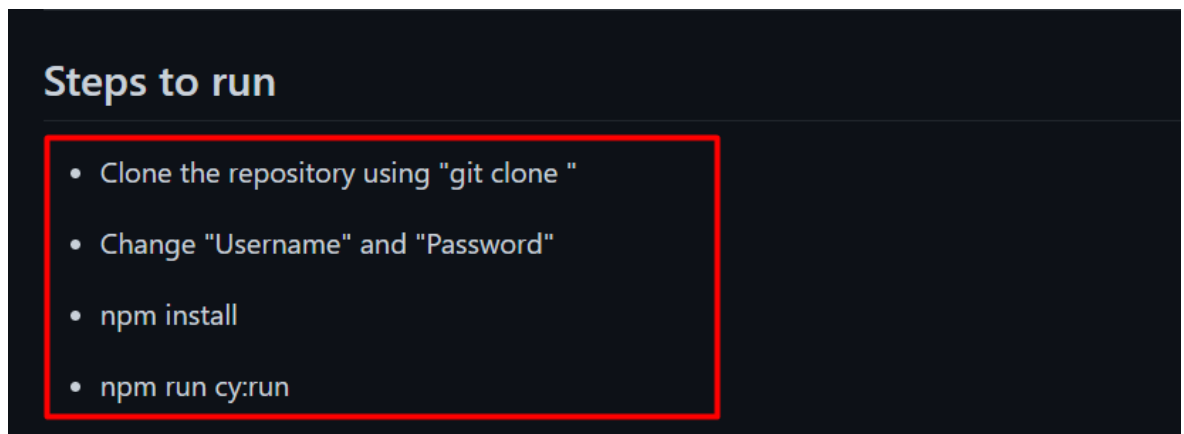 Steps to run
Clone the repository using "git clone "
Change "Username" and "Password"
npm install
npm run cy:run